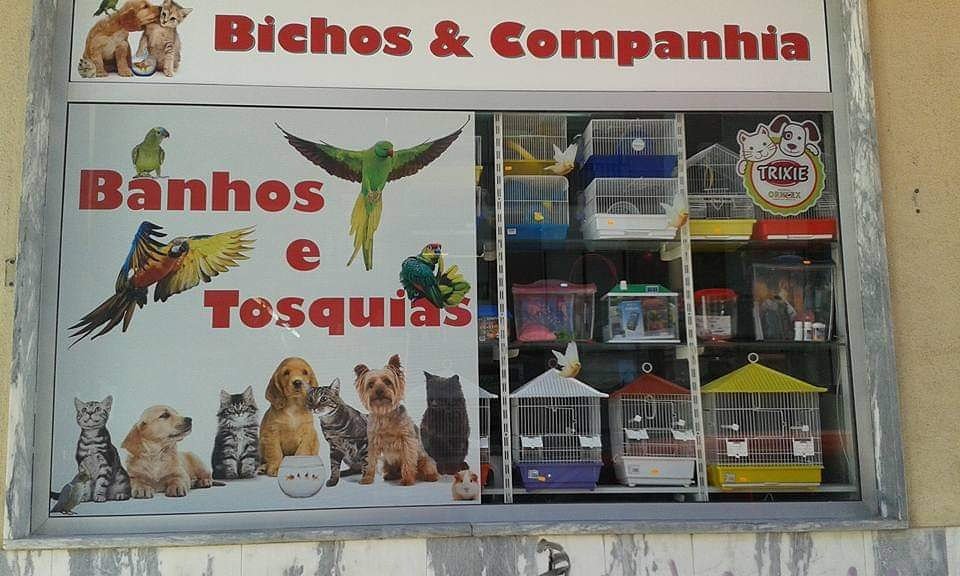 Bichos & Companhia
Banhos
e
Tosquias
TRIXIE